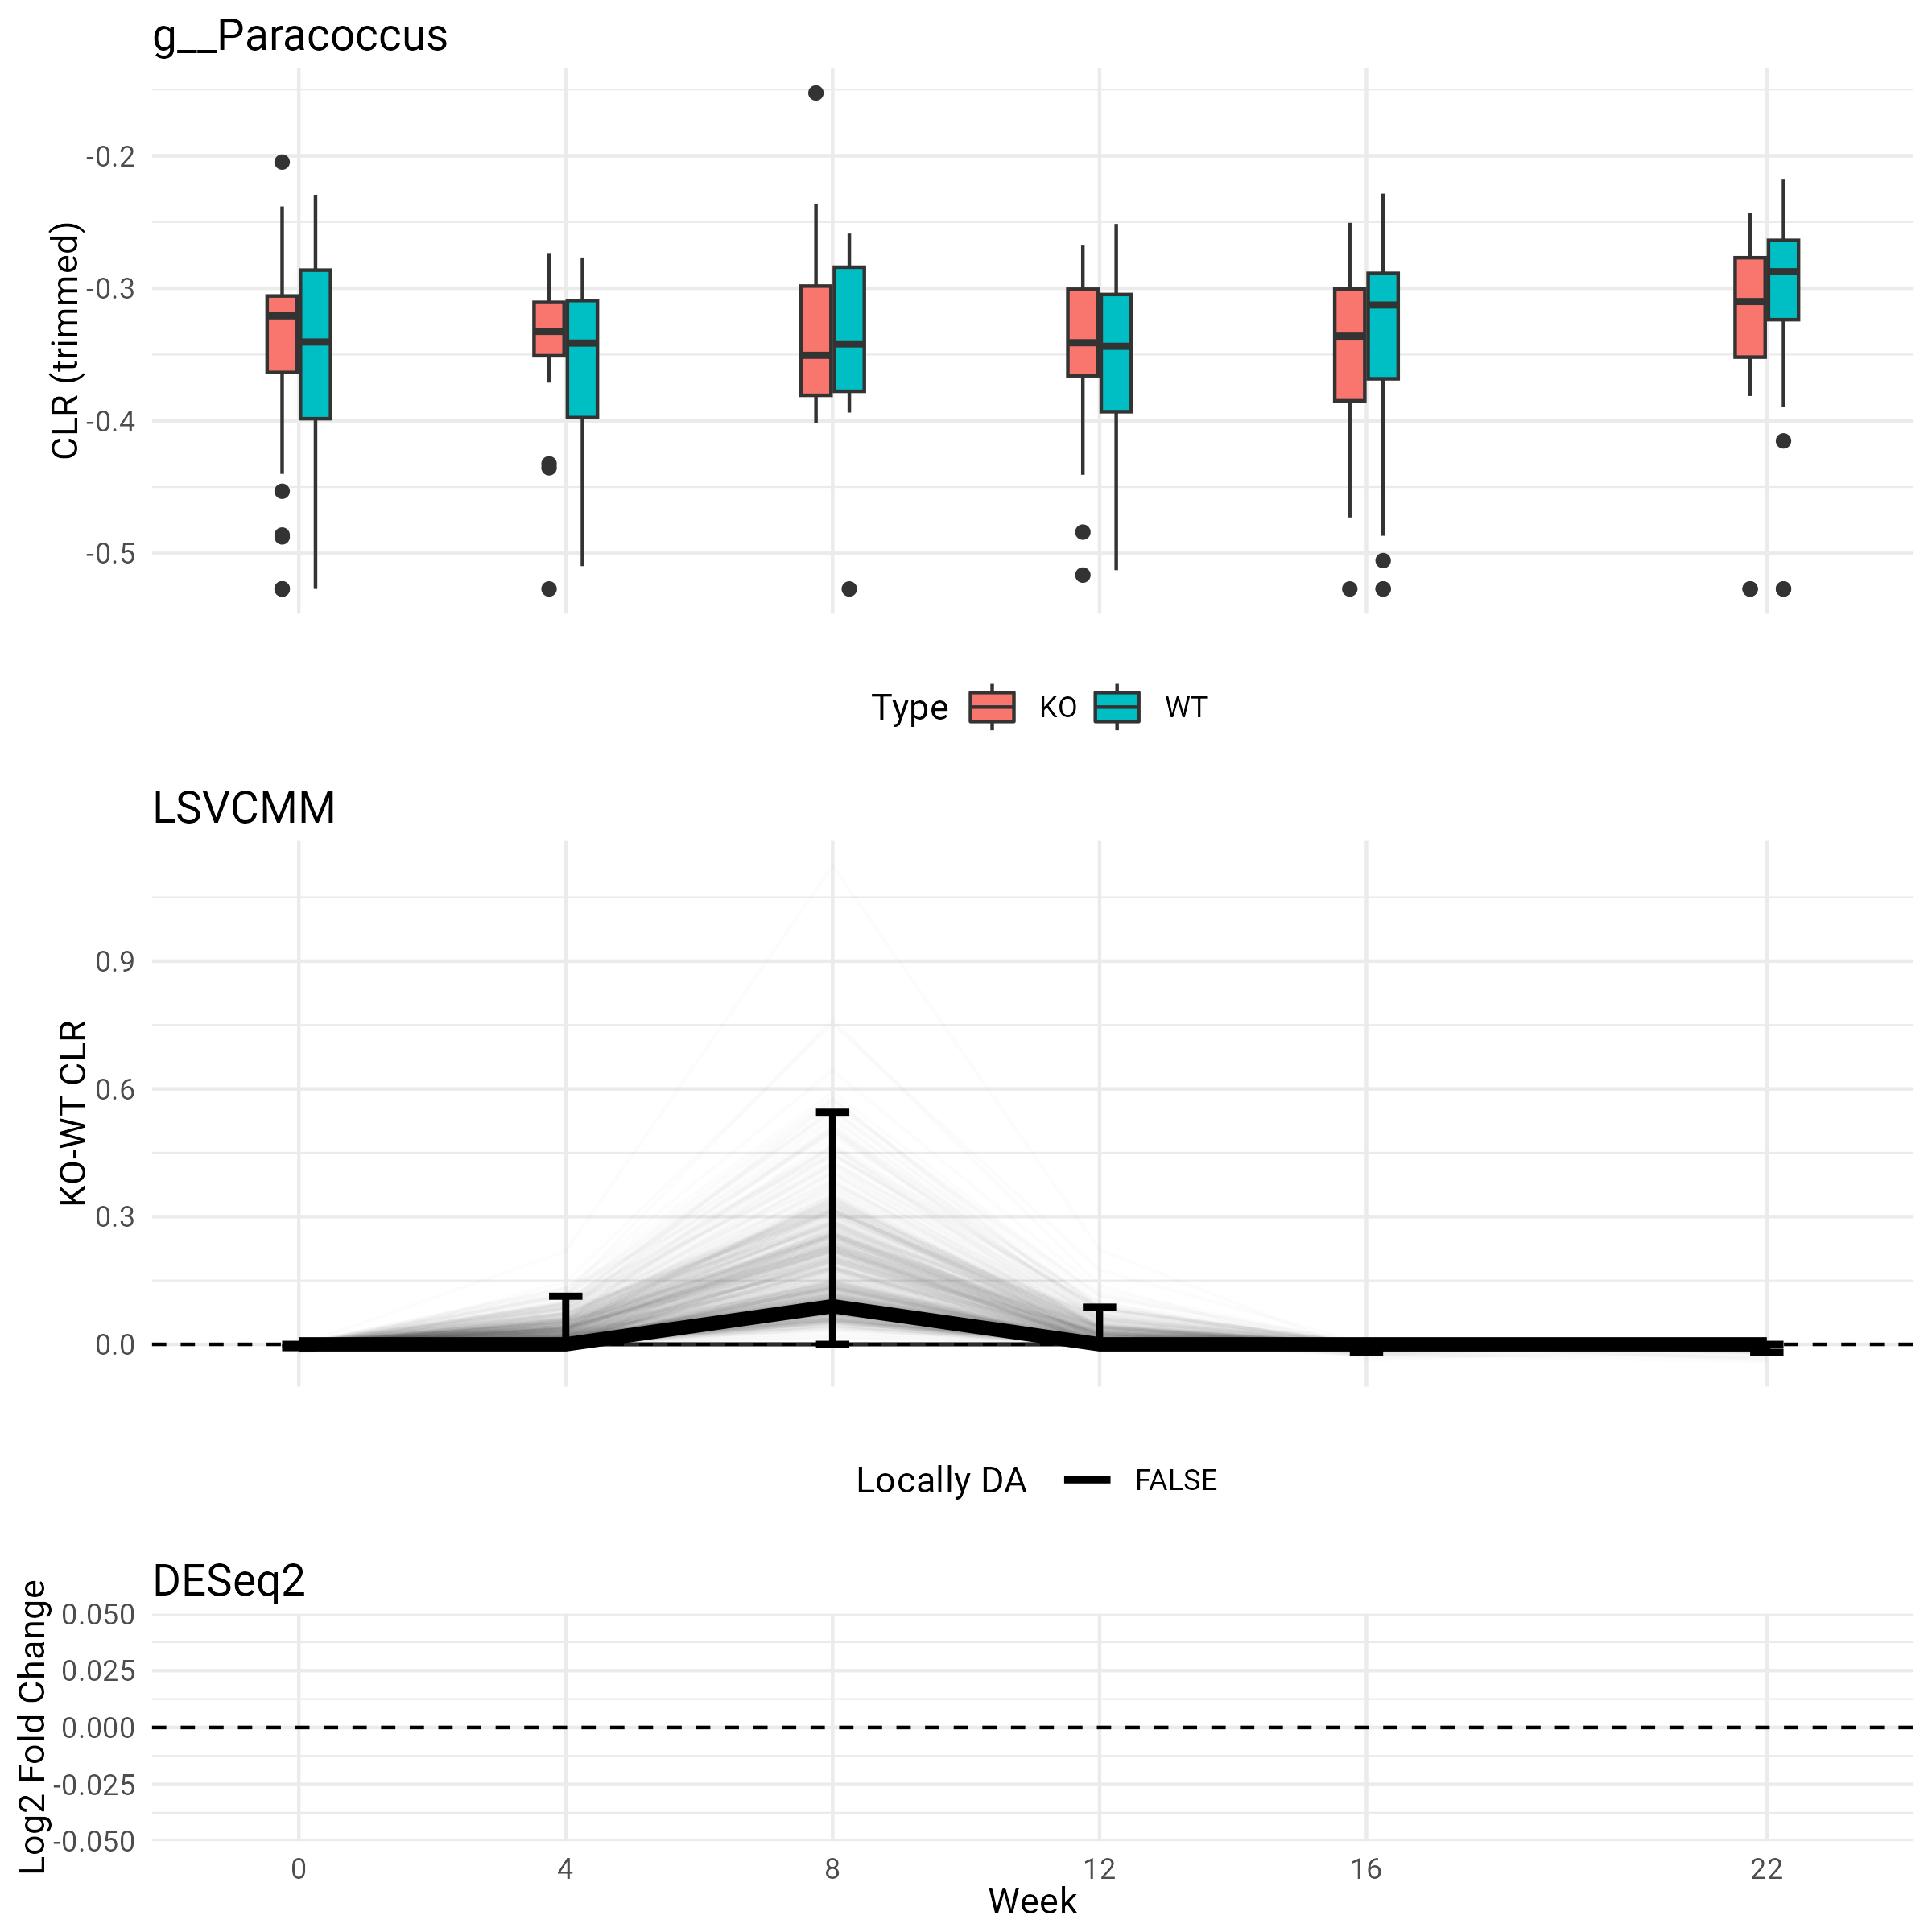 g__Paracoccus
CLR (trimmed)
-0.2
-0.3
-0.4
-0.5
Type KO WT
LSVCMM
KO-WT CLR
0.9
0.6
0.3
0.0
Locally DA FALSE
DESeq2
Log2 Fold Change
0.050
0.025
0.000
-0.025
-0.050
0 4 8 12 16 22
Week